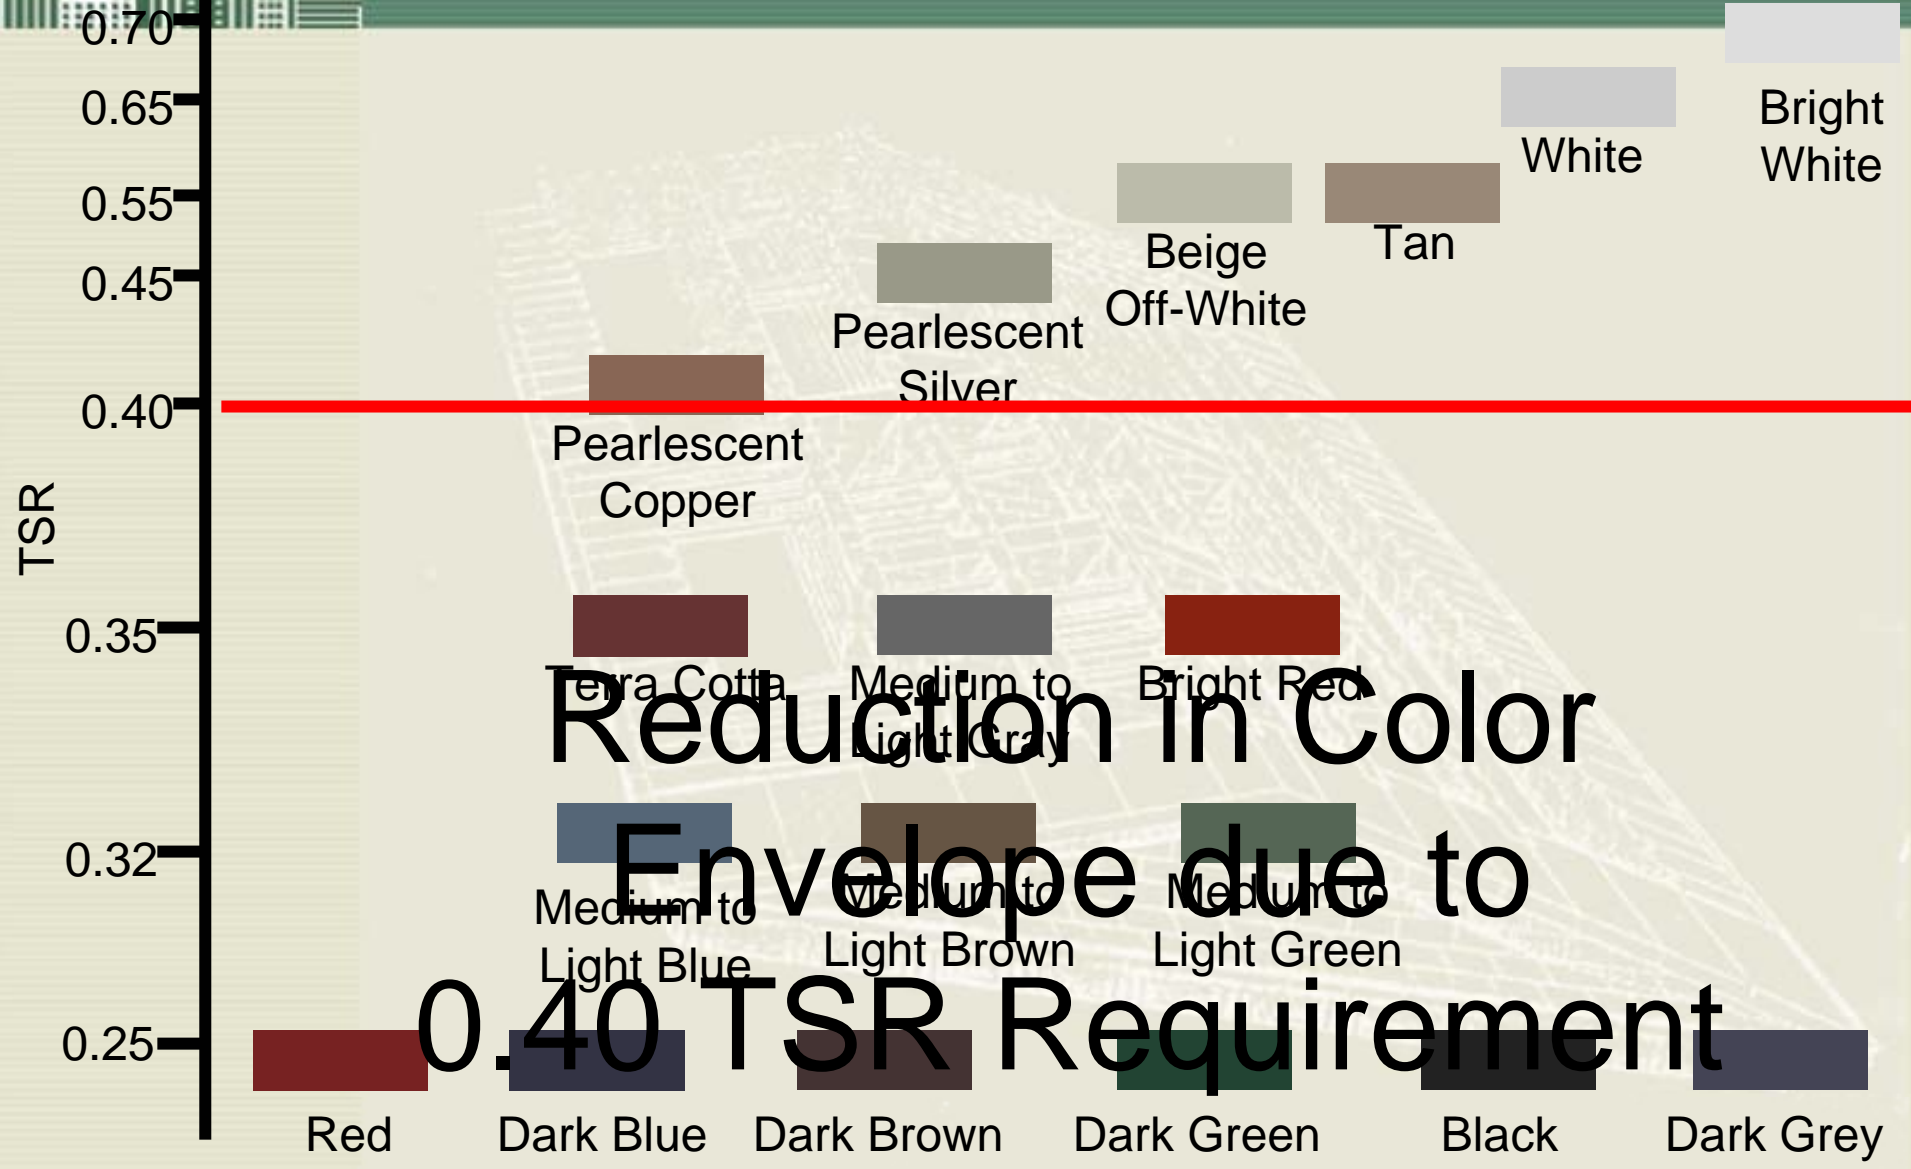 0.70
0.65
Bright
White
White
0.55
Tan
Beige
Off-White
0.45
Pearlescent
Silver
0.40
Pearlescent
Copper
TSR
0.35
Terra Cotta
Medium to
Light Gray
Bright Red
Reduction in Color
Envelope due to
0.40 TSR Requirement
0.32
Medium to
Light Blue
Medium to
Light Brown
Medium to
Light Green
0.25
Red
Dark Blue
Dark Brown
Dark Green
Black
Dark Grey